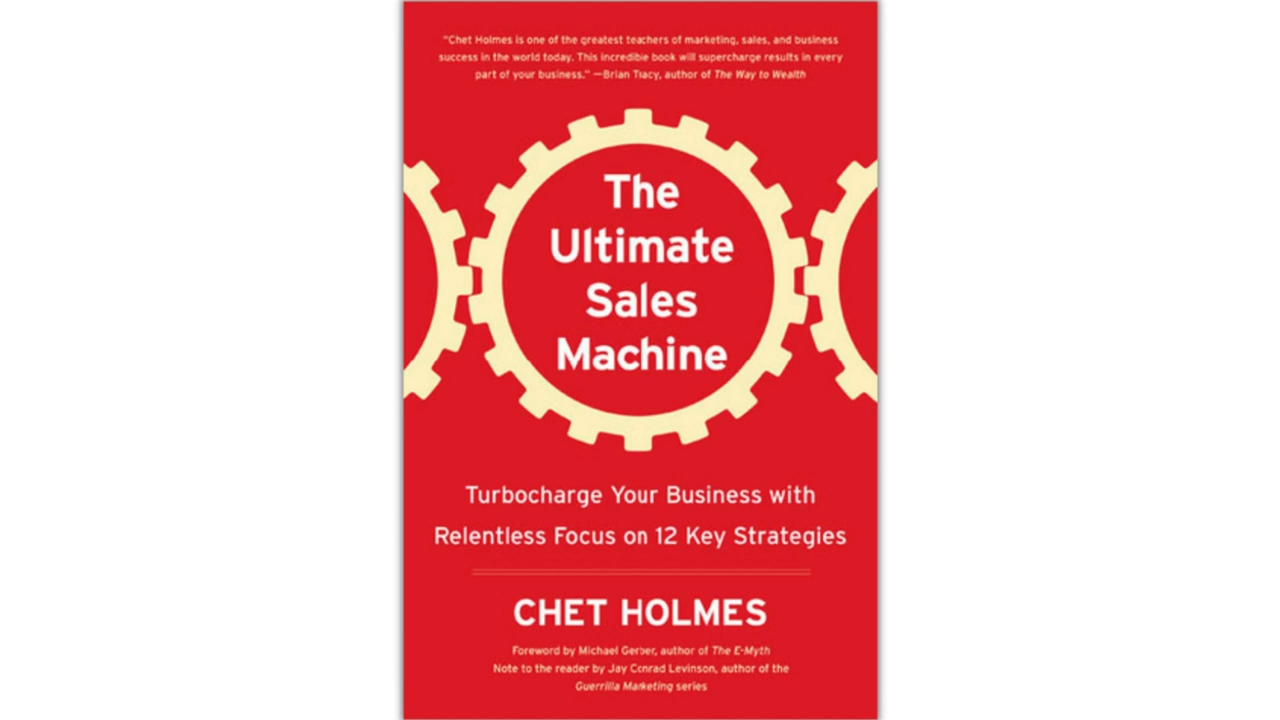 "Chet Holmes is one of the greatest teachers of marketing, sales, and business
success in the world today. This incredible book will supercharge results in every
part of your business." —Brian Tracy, author of The Way to Wealth
The
Ultimate
Sales
Machine
Turbocharge Your Business with
Relentless Focus on 12 Key Strategies
CHET HOLMES
Foreword by Michael Gerber, author of The E-Myth
Note to the reader by Jay Conrad Levinson, author of the
Guerrilla Marketing series